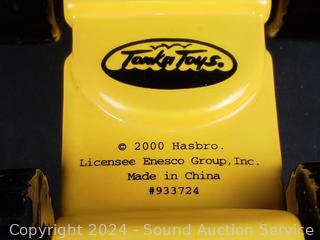 Tonka Toys.
© 2000 Hasbro.
Licensee Enesco Group, Inc.
Made in China
#933724
Copyright 2024 - Sound Auction Service